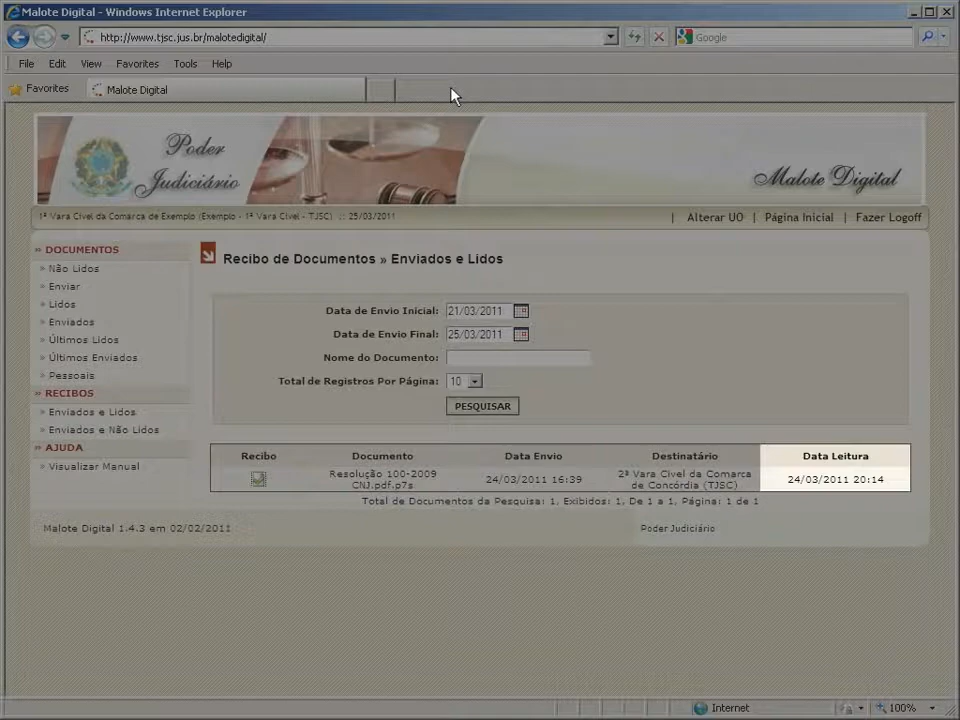 Malote Digital - Windows Internet Explorer
http://www.tjsc.jus.br/malotedigital/
Google
File Edit View Favorites Tools Help
Favorites
Malote Digital
Poder
Judiciário
Malote Digital
1ª Vara Cível da Comarca de Exemplo (Exemplo - 1ª Vara Cível - TJSC) :: 25/03/2011
| Alterar UO | Página Inicial | Fazer Logoff
» DOCUMENTOS
» Não Lidos
» Enviar
» Lidos
» Enviados
» Últimos Lidos
» Últimos Enviados
» Pessoais
» RECIBOS
» Enviados e Lidos
» Enviados e Não Lidos
» AJUDA
» Visualizar Manual
Recibo de Documentos » Enviados e Lidos
Data de Envio Inicial: 21/03/2011
Data de Envio Final: 25/03/2011
Nome do Documento:
Total de Registros Por Página: 10
PESQUISAR
Recibo Documento Data Envio Destinatário Data Leitura
Resolução 100-2009
CNJ.pdf.p7s
24/03/2011 16:39
2ª Vara Cível da Comarca
de Concórdia (TJSC)
24/03/2011 20:14
Total de Documentos da Pesquisa: 1, Exibidos: 1, De 1 a 1, Página: 1 de 1
Malote Digital 1.4.3 em 02/02/2011
Poder Judiciário
Internet
100%